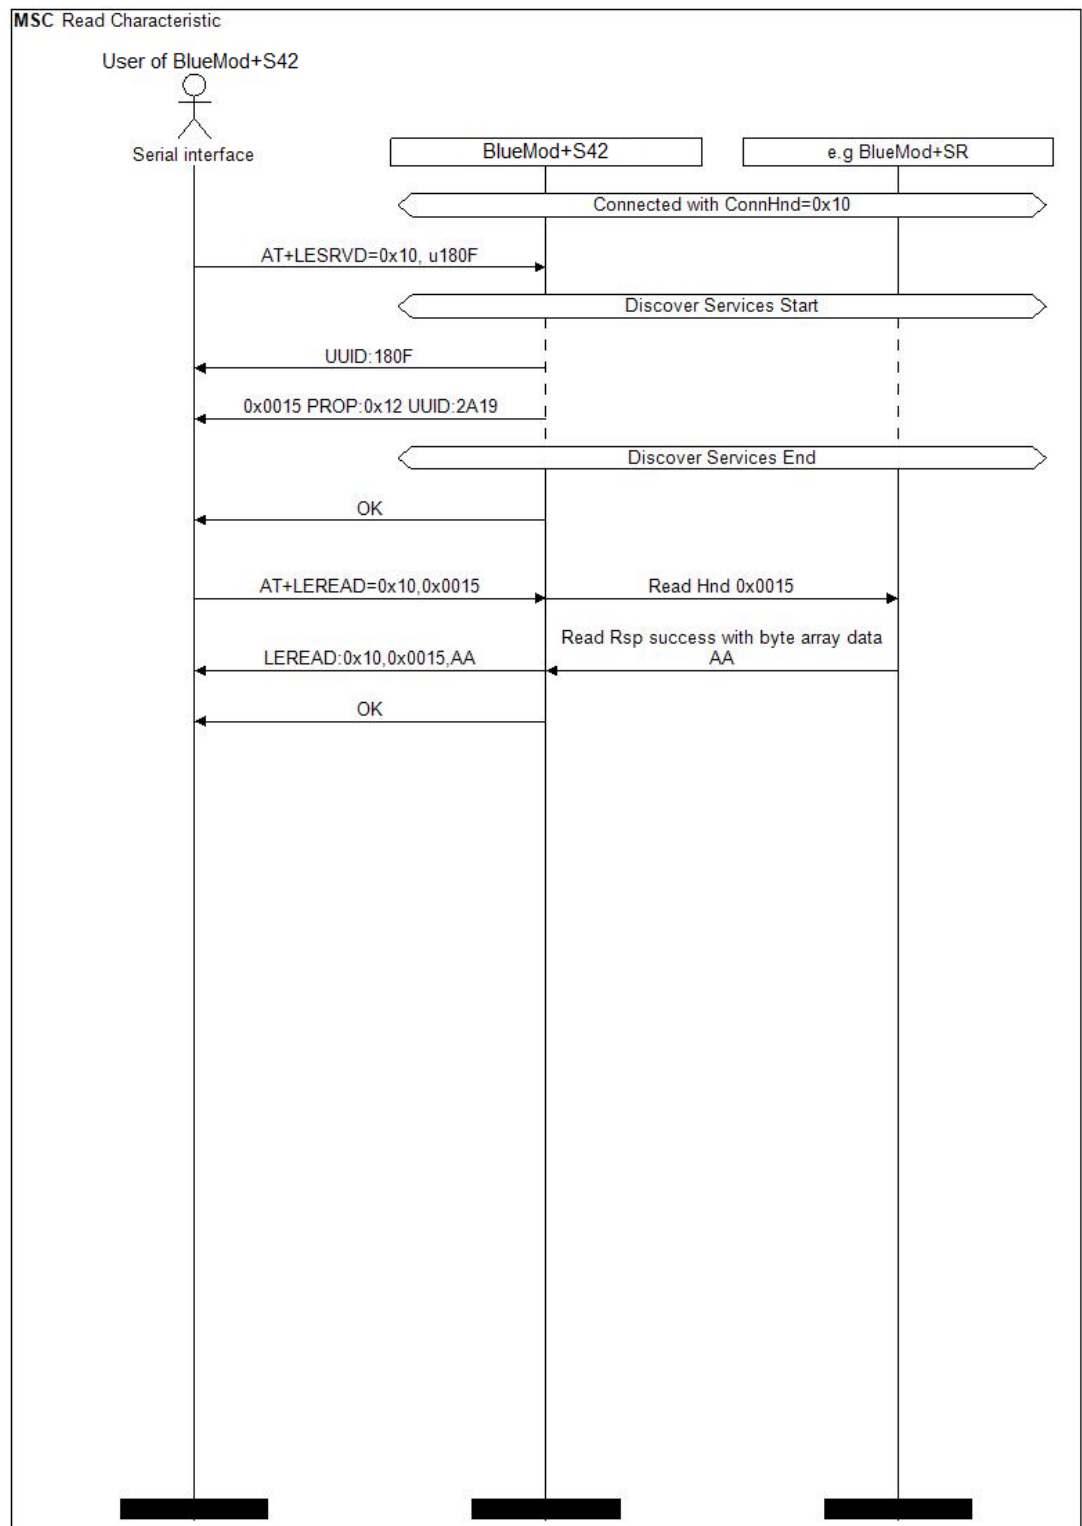 MSC Read Characteristic
User of BlueMod+S42
Serial interface
BlueMod+S42
e.g BlueMod+SR
Connected with ConnHnd=0x10
AT+LESRVD=0x10, u180F
Discover Services Start
UUID:180F
0x0015 PROP:0x12 UUID:2A19
Discover Services End
OK
AT+LEREAD=0x10,0x0015
Read Hnd 0x0015
Read Rsp success with byte array data
AA
LEREAD:0x10,0x0015,AA
OK